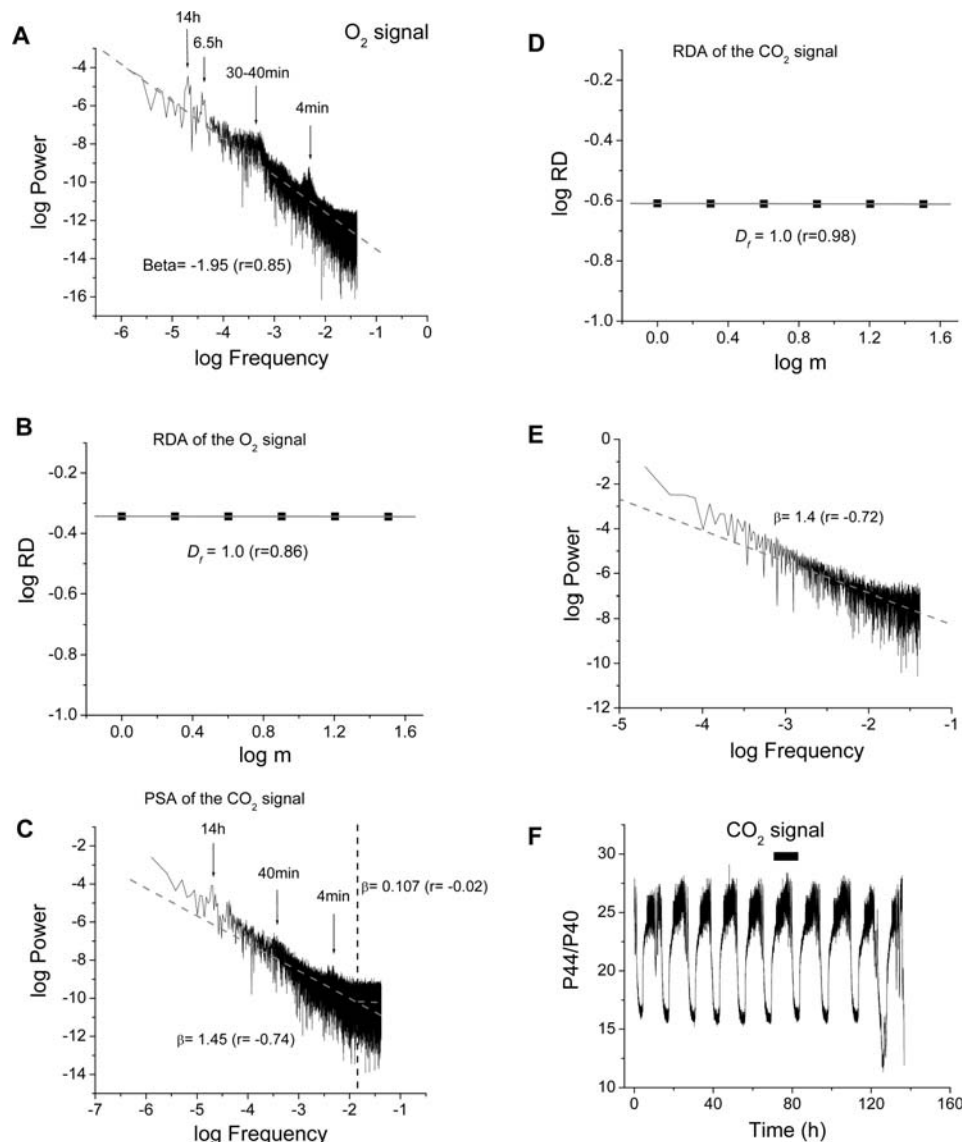 A
O2 signal
14h
6.5h
30-40min
4min
-4
-6
-8
-10
-12
-14
-16
log Power
Beta= -1.95 (r=0.85)
-6 -5 -4 -3 -2 -1 0
log Frequency
B
RDA of the O2 signal
-0.2
-0.4
-0.6
-0.8
-1.0
log RD
Df = 1.0 (r=0.86)
0.0 0.4 0.8 1.2 1.6
log m
C
PSA of the CO2 signal
14h
40min
4min
β= 0.107 (r= -0.02)
0
-2
-4
-6
-8
-10
-12
-14
log Power
β= 1.45 (r= -0.74)
-7 -6 -5 -4 -3 -2 -1
log Frequency
D
RDA of the CO2 signal
-0.2
-0.4
-0.6
-0.8
-1.0
log RD
Df = 1.0 (r=0.98)
0.0 0.4 0.8 1.2 1.6
log m
E
0
-2
-4
-6
-8
-10
-12
log Power
β= 1.4 (r= -0.72)
-5 -4 -3 -2 -1
log Frequency
F
CO2 signal
30
25
20
15
10
P44/P40
0 40 80 120 160
Time (h)